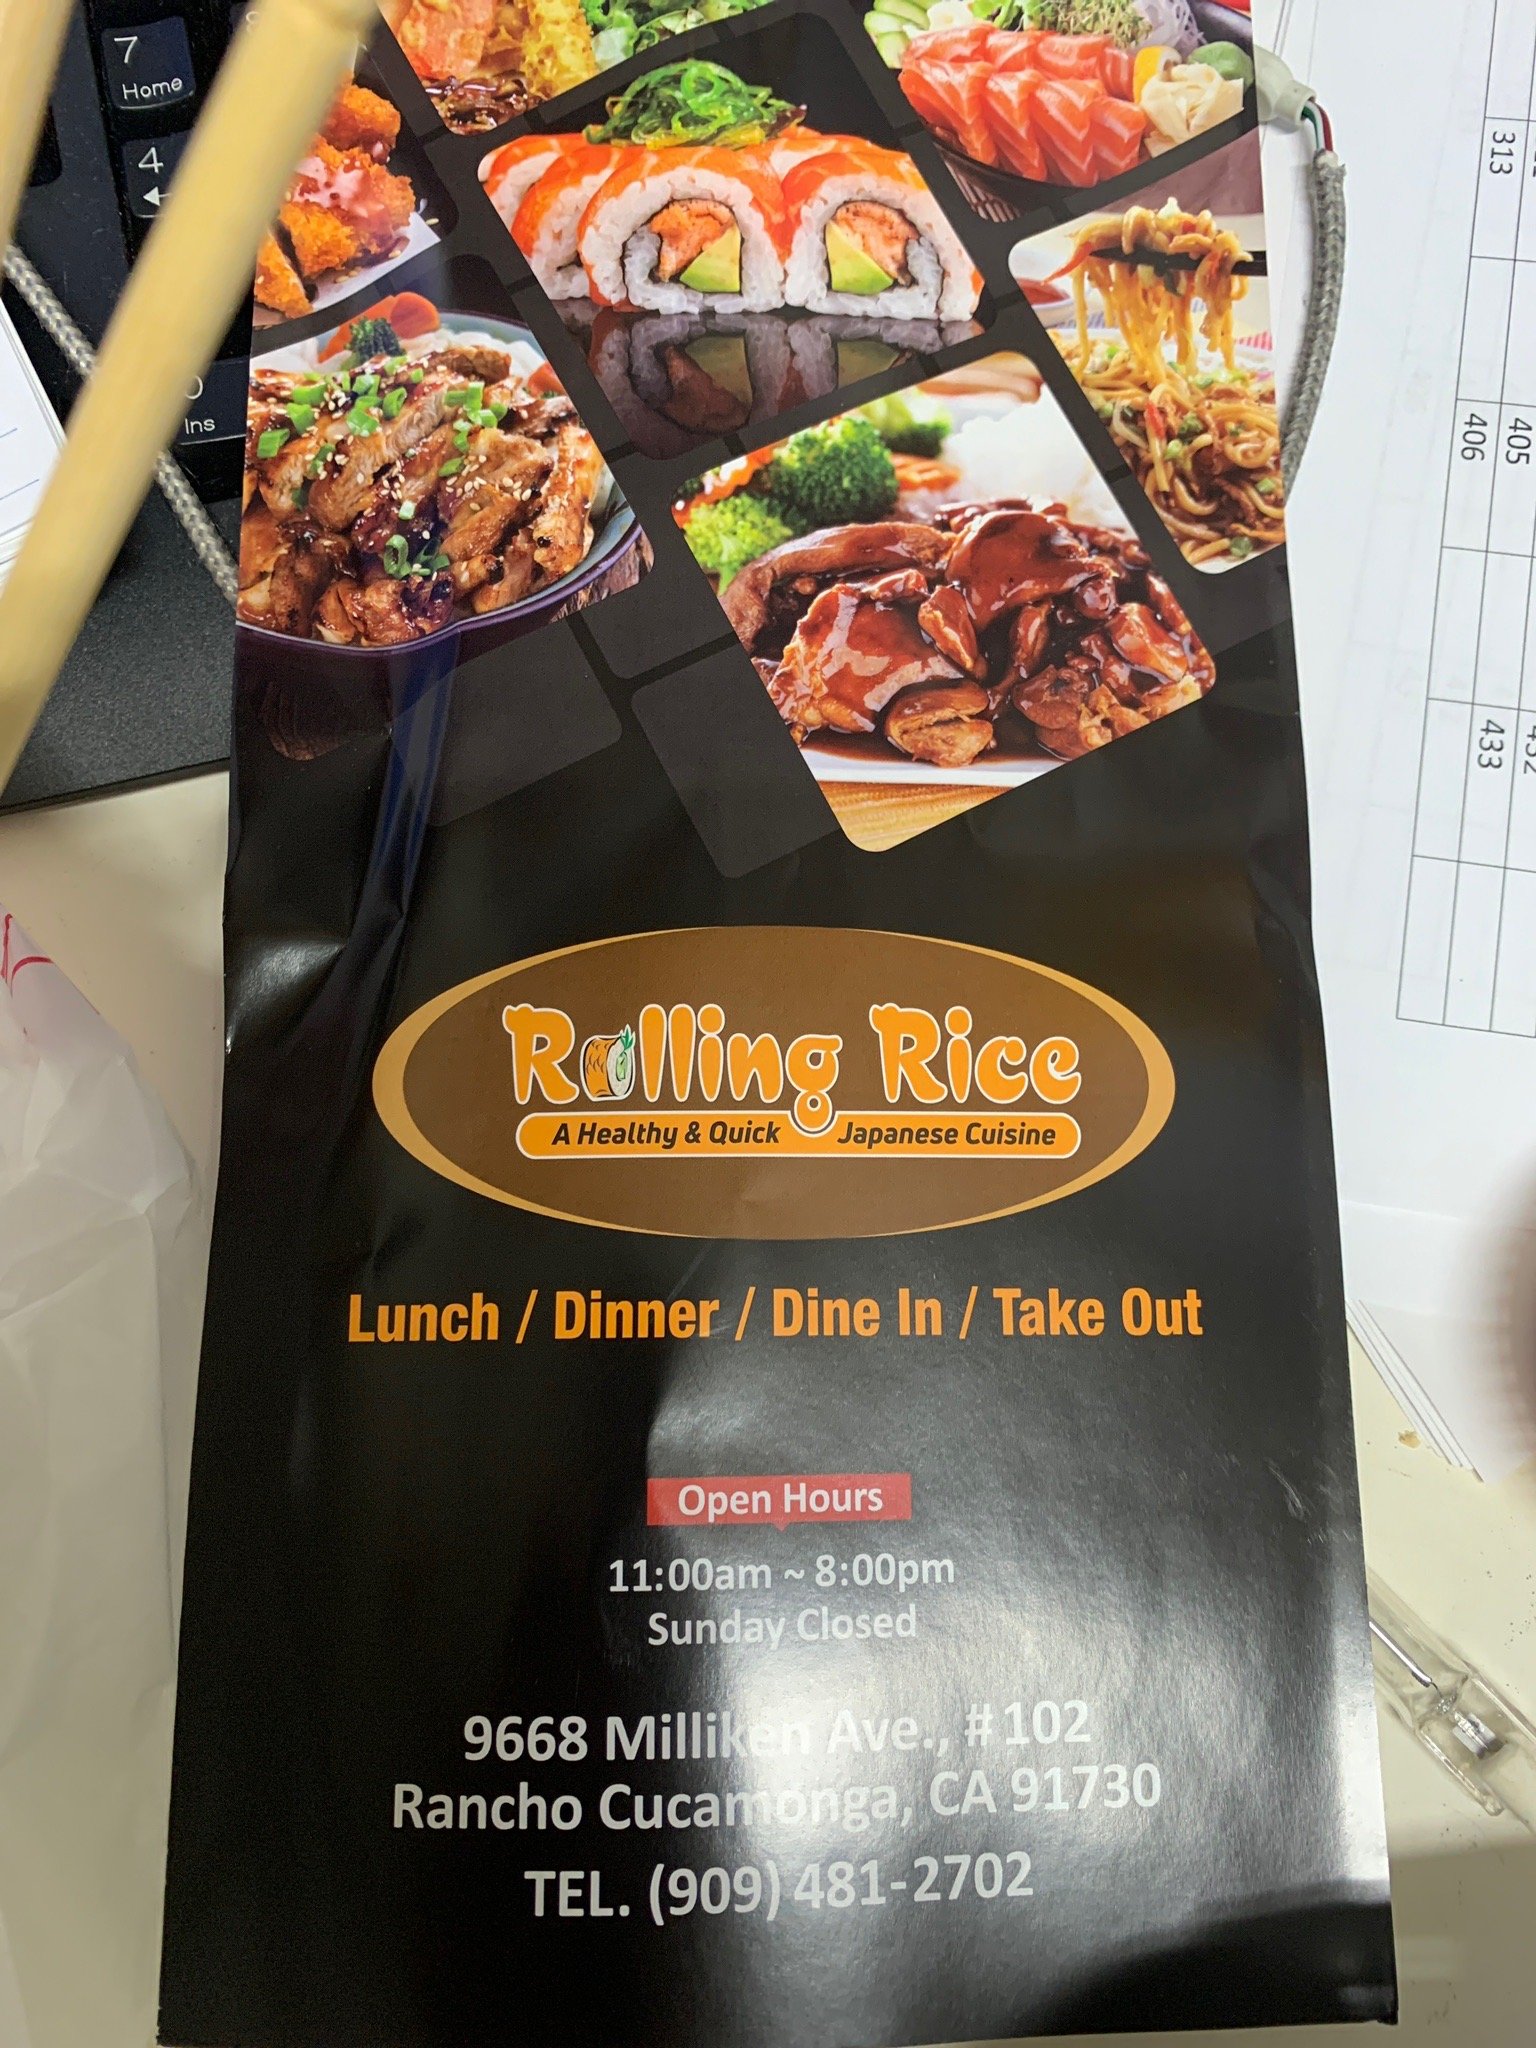 7
Home
4
Ins
313
405
406
433
Rolling Rice
A Healthy & Quick Japanese Cuisine
Lunch / Dinner / Dine In / Take Out
Open Hours
11:00am ~ 8:00pm
Sunday Closed
9668 Milliken Ave., #102
Rancho Cucamonga, CA 91730
TEL. (909) 481-2702